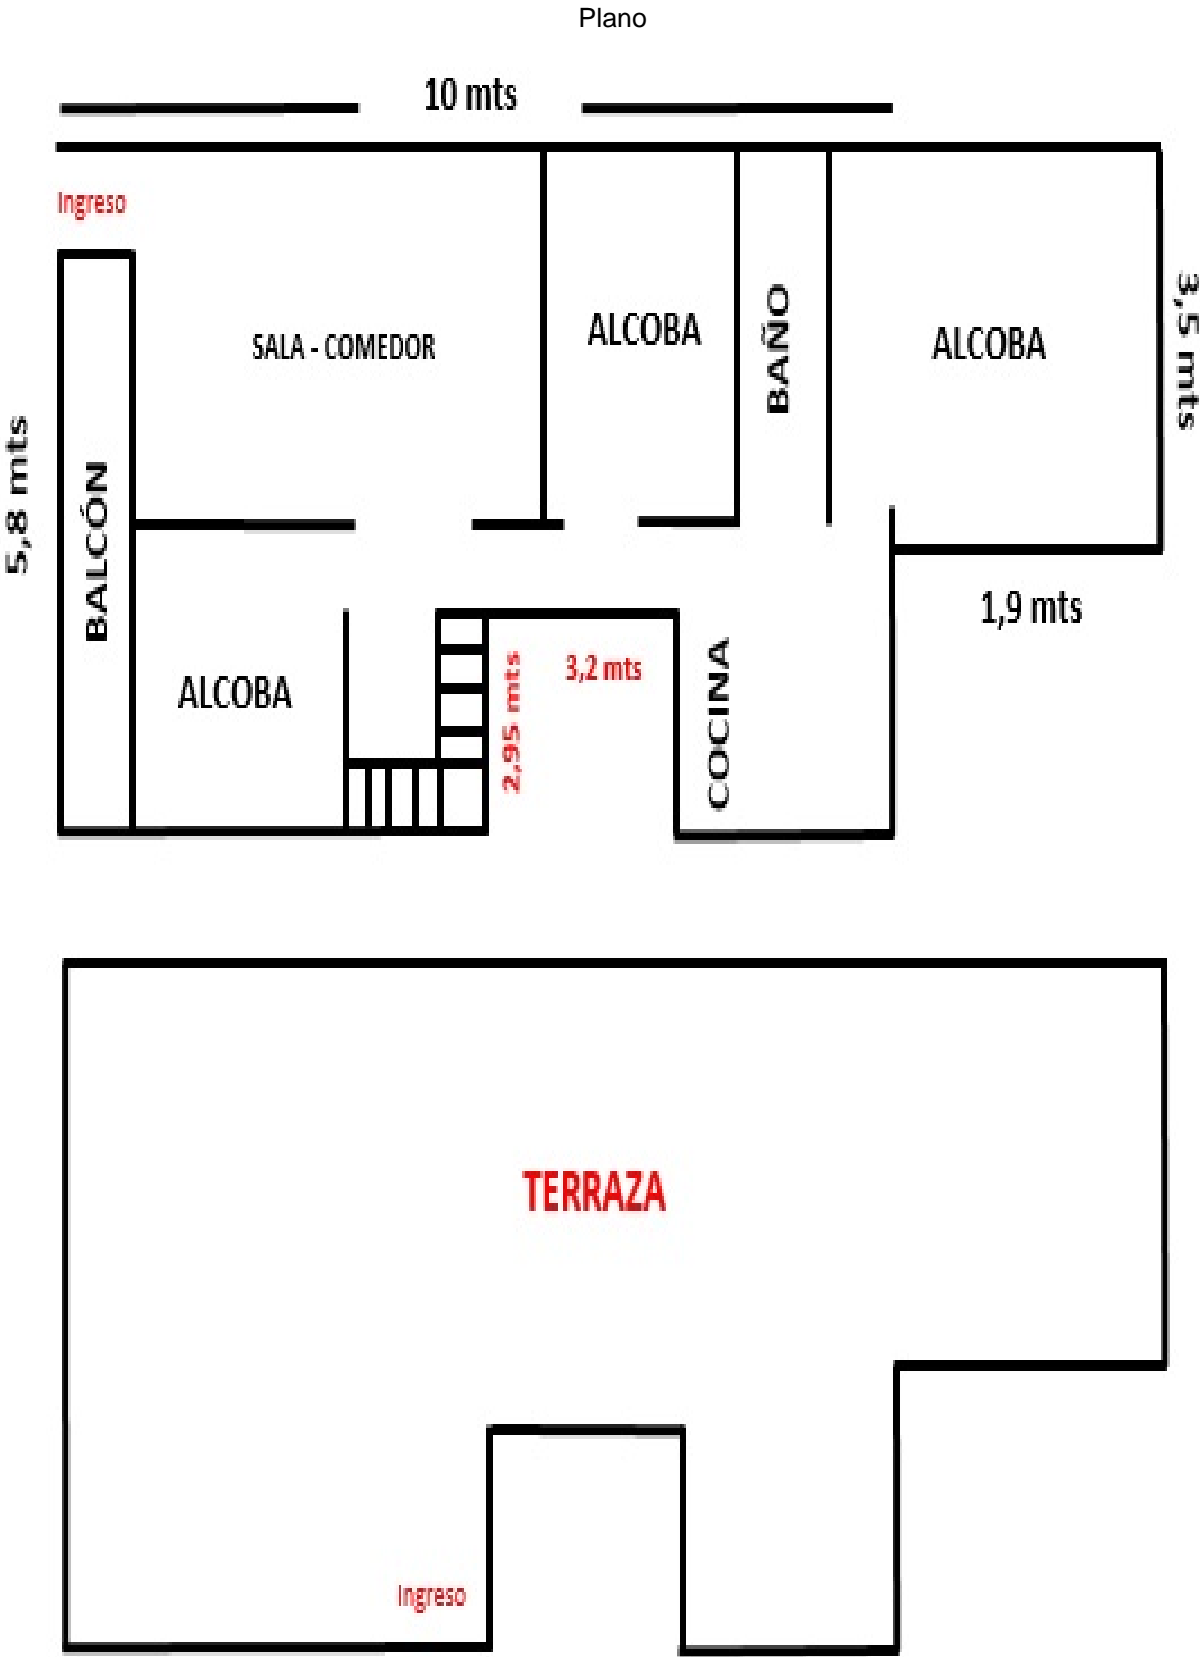 Plano
10 mts
Ingreso
SALA - COMEDOR
ALCOBA
BAÑO
ALCOBA
3,5 mts
5,8 mts
BALCÓN
1,9 mts
ALCOBA
2,95 mts
3,2 mts
COCINA
TERRAZA
Ingreso